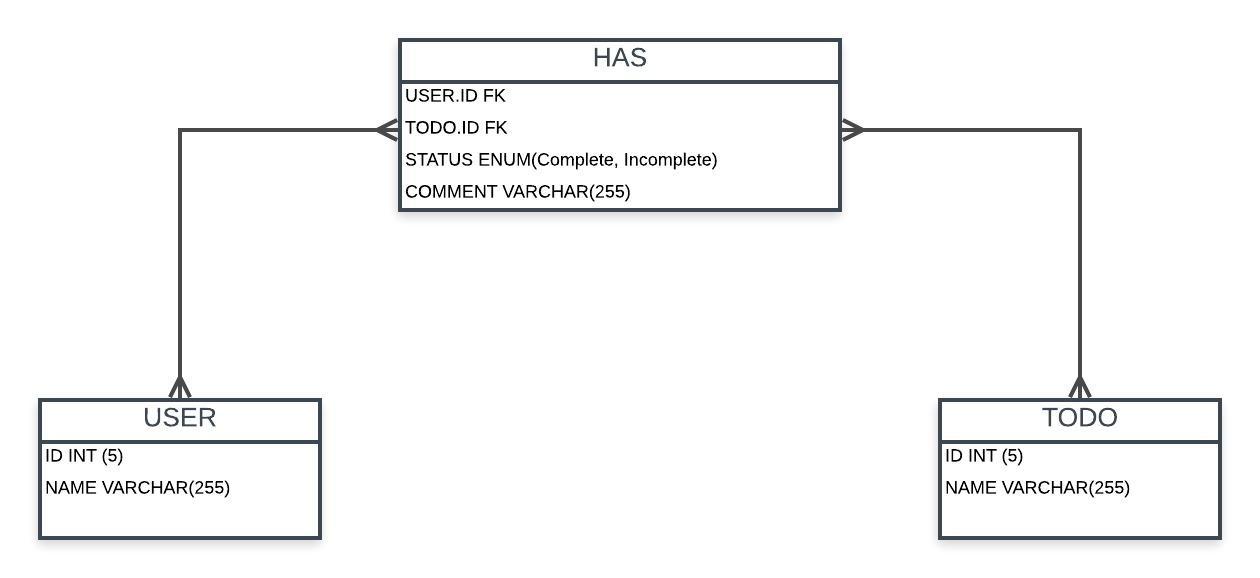 HAS
USER.ID FK
TODO.ID FK
STATUS ENUM(Complete, Incomplete)
COMMENT VARCHAR(255)
USER
ID INT (5)
NAME VARCHAR(255)
TODO
ID INT (5)
NAME VARCHAR(255)